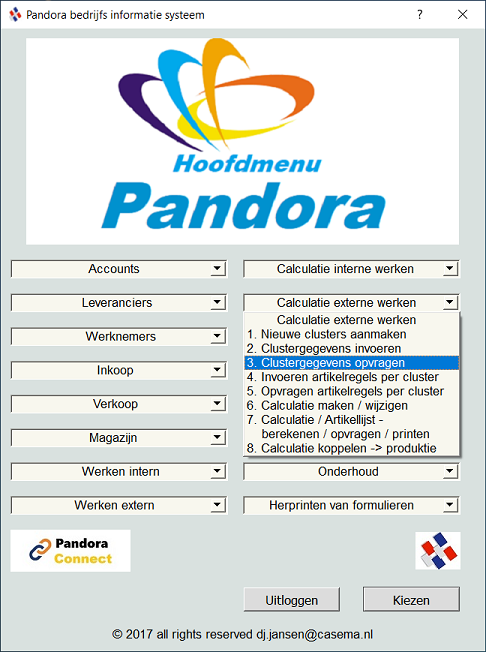 Pandora bedrijfs informatie systeem
Hoofdmenu
Pandora
Accounts
Calculatie interne werken
Leveranciers
Calculatie externe werken
Calculatie externe werken
Werknemers
1. Nieuwe clusters aanmaken
2. Clustergegevens invoeren
3. Clustergegevens opvragen
Inkoop
4. Invoeren artikelregels per cluster
5. Opvragen artikelregels per cluster
Verkoop
6. Calculatie maken / wijzigen
7. Calculatie / Artikellijst -
berekenen / opvragen / printen
Magazijn
8. Calculatie koppelen -> produktie
Werken intern
Onderhoud
Werken extern
Herprinten van formulieren
Pandora
Connect
Uitloggen
Kiezen
© 2017 all rights reserved dj.jansen@casema.nl